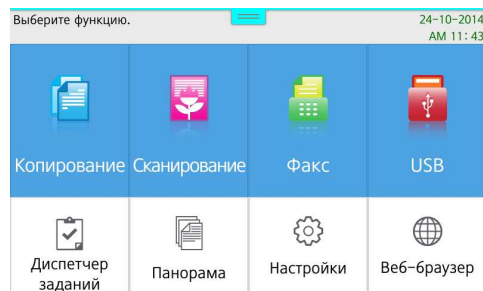 Выберите функцию.
24-10-2014
AM 11:43
Копирование
Сканирование
Факс
USB
Диспетчер
заданий
Панорама
Настройки
Веб-браузер